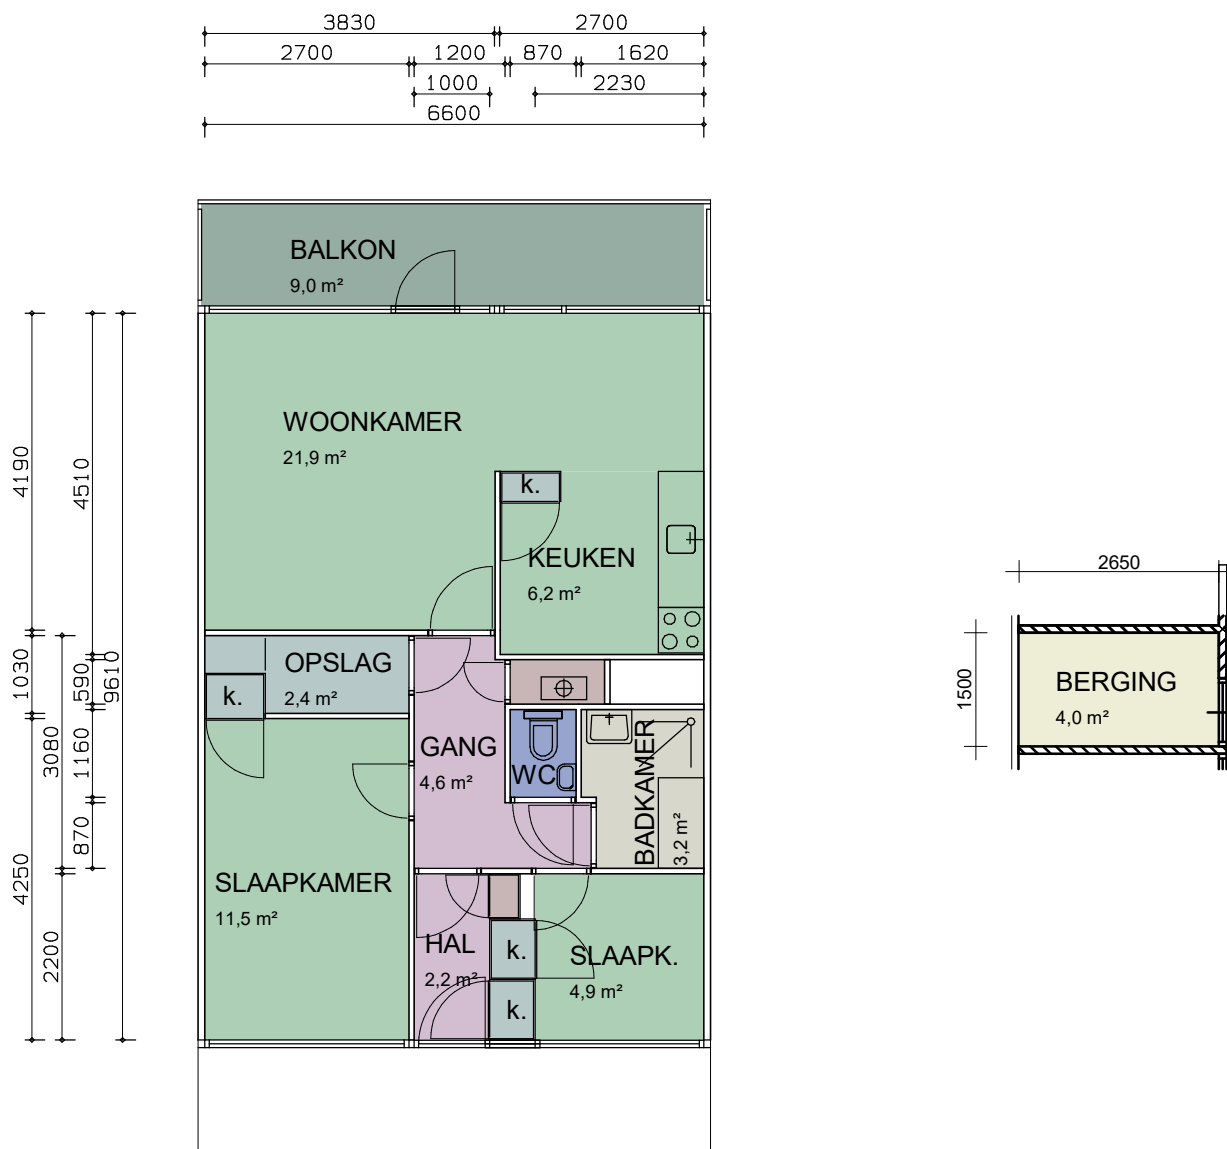 3830 2700
2700 1200 870 1620
1000 2230
6600
BALKON
9,0 m²
WOONKAMER
21,9 m²
k.
KEUKEN
6,2 m²
OPSLAG
2,4 m²
k.
GANG
4,6 m²
WC
BADKAMER
3,2 m²
SLAAPKAMER
11,5 m²
HAL
2,2 m²
k.
k.
SLAAPK.
4,9 m²
4190
1030
4250
3080
2200
4510
590
1160
870
9610
2650
1500
BERGING
4,0 m²